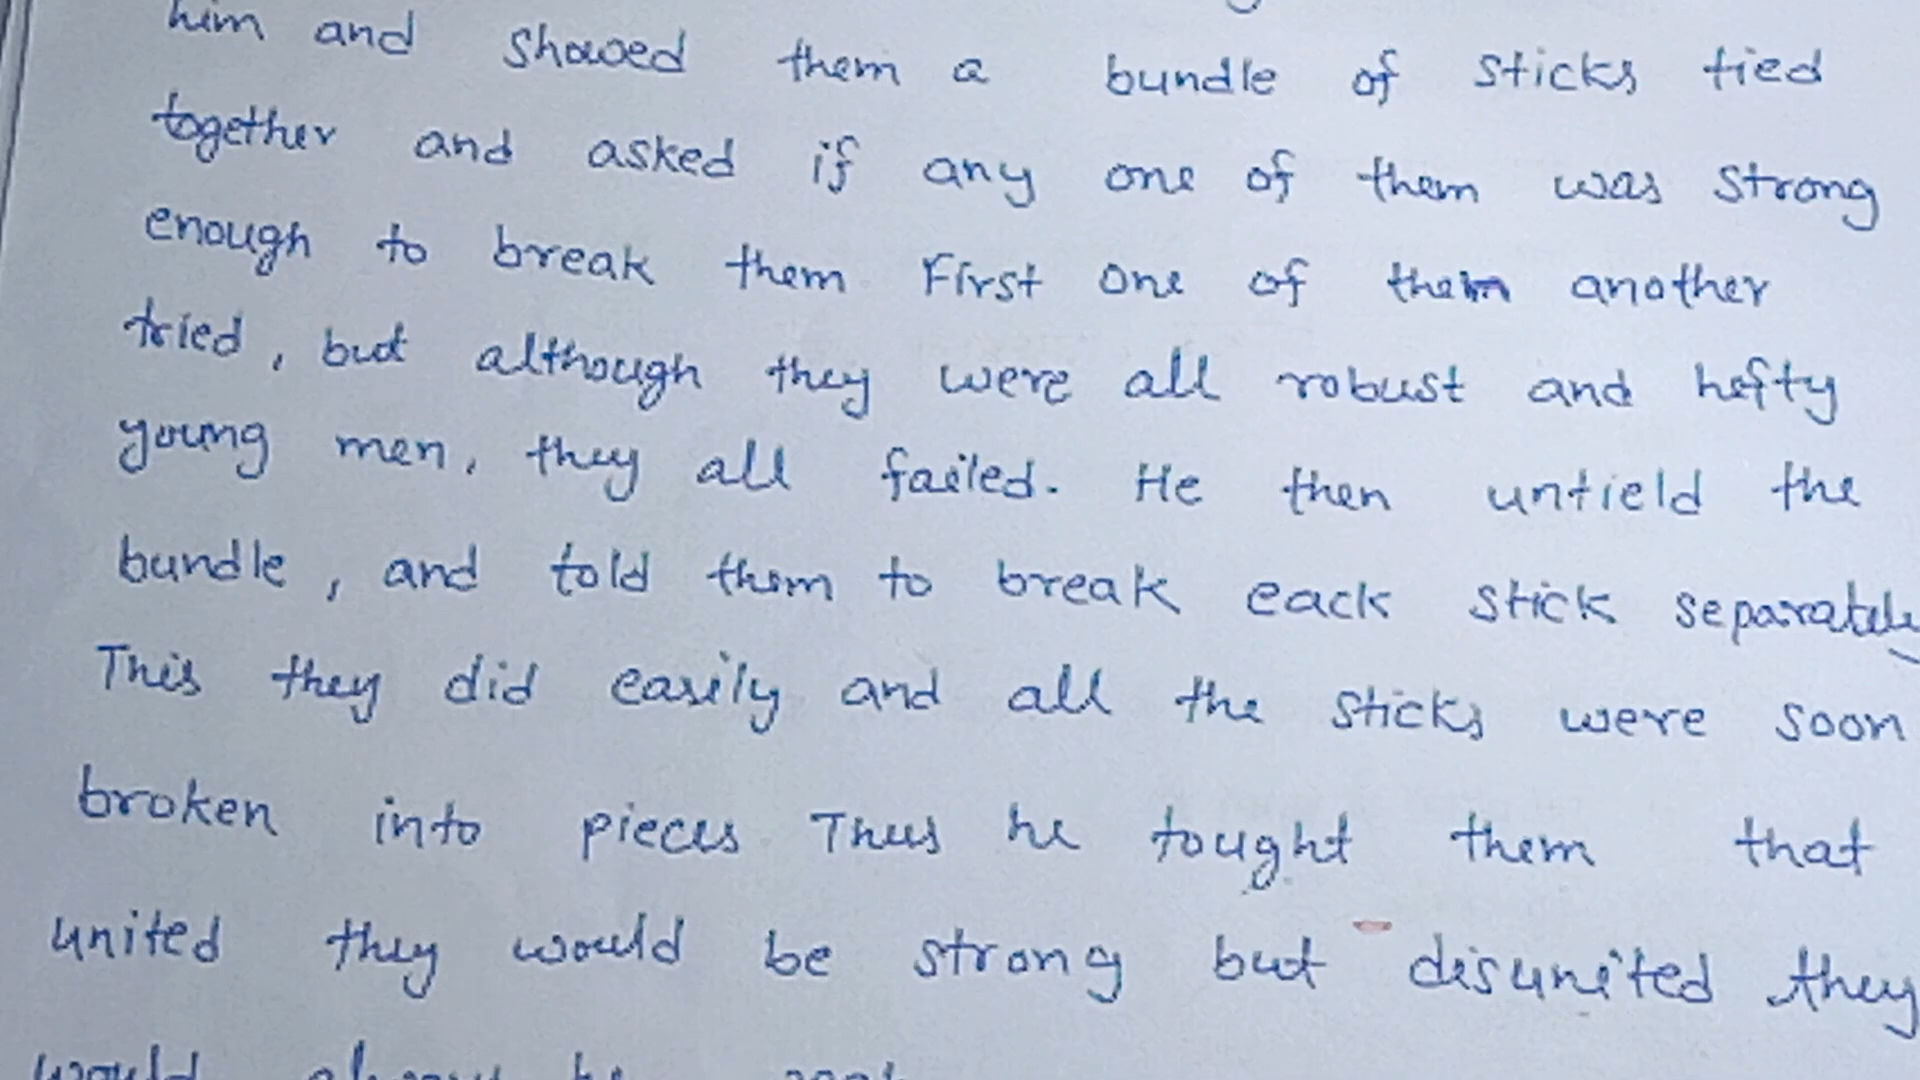 him and showed them a bundle of sticks tied
together and asked if any one of them was strong
enough to break them First one of them another
tried, but although they were all robust and hefty
young men, they all failed. He then untield the
bundle, and told them to break eack stick separately
This they did easily and all the sticks were soon
broken into pieces Thus he tought them that
united they would be strong but disunited they
would always be